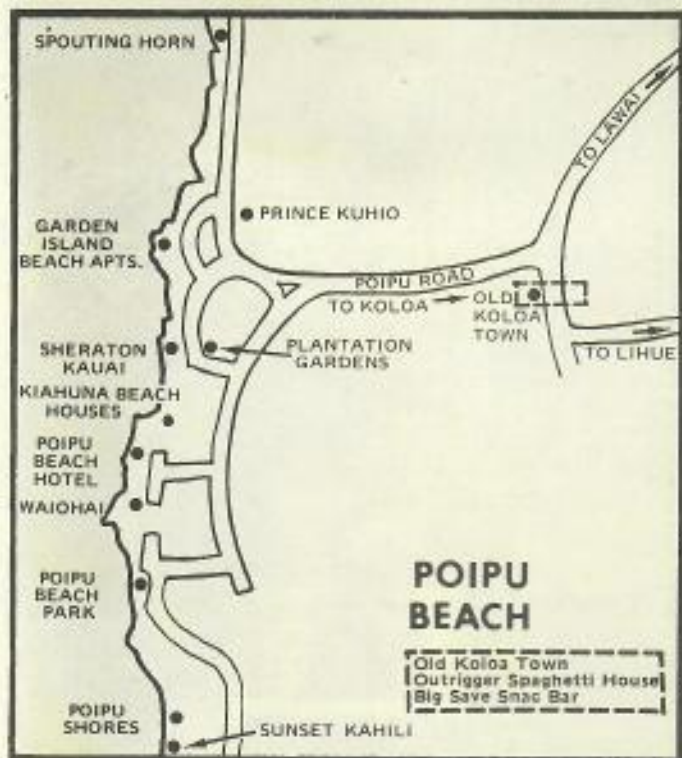 SPOUTING HORN
TO LAWAI
PRINCE KUHIO
GARDEN
ISLAND
BEACH APTS.
POIPU ROAD
TO KOLOA
OLD
KOLOA
TOWN
TO LIHUE
SHERATON
KAUAI
PLANTATION
GARDENS
KIAHUNA BEACH
HOUSES
POIPU
BEACH
HOTEL
WAIOHAI
POIPU
BEACH
PARK
POIPU
BEACH
Old Koloa Town
Outrigger Spaghetti House
Big Save Snac Bar
POIPU
SHORES
SUNSET KAHILI